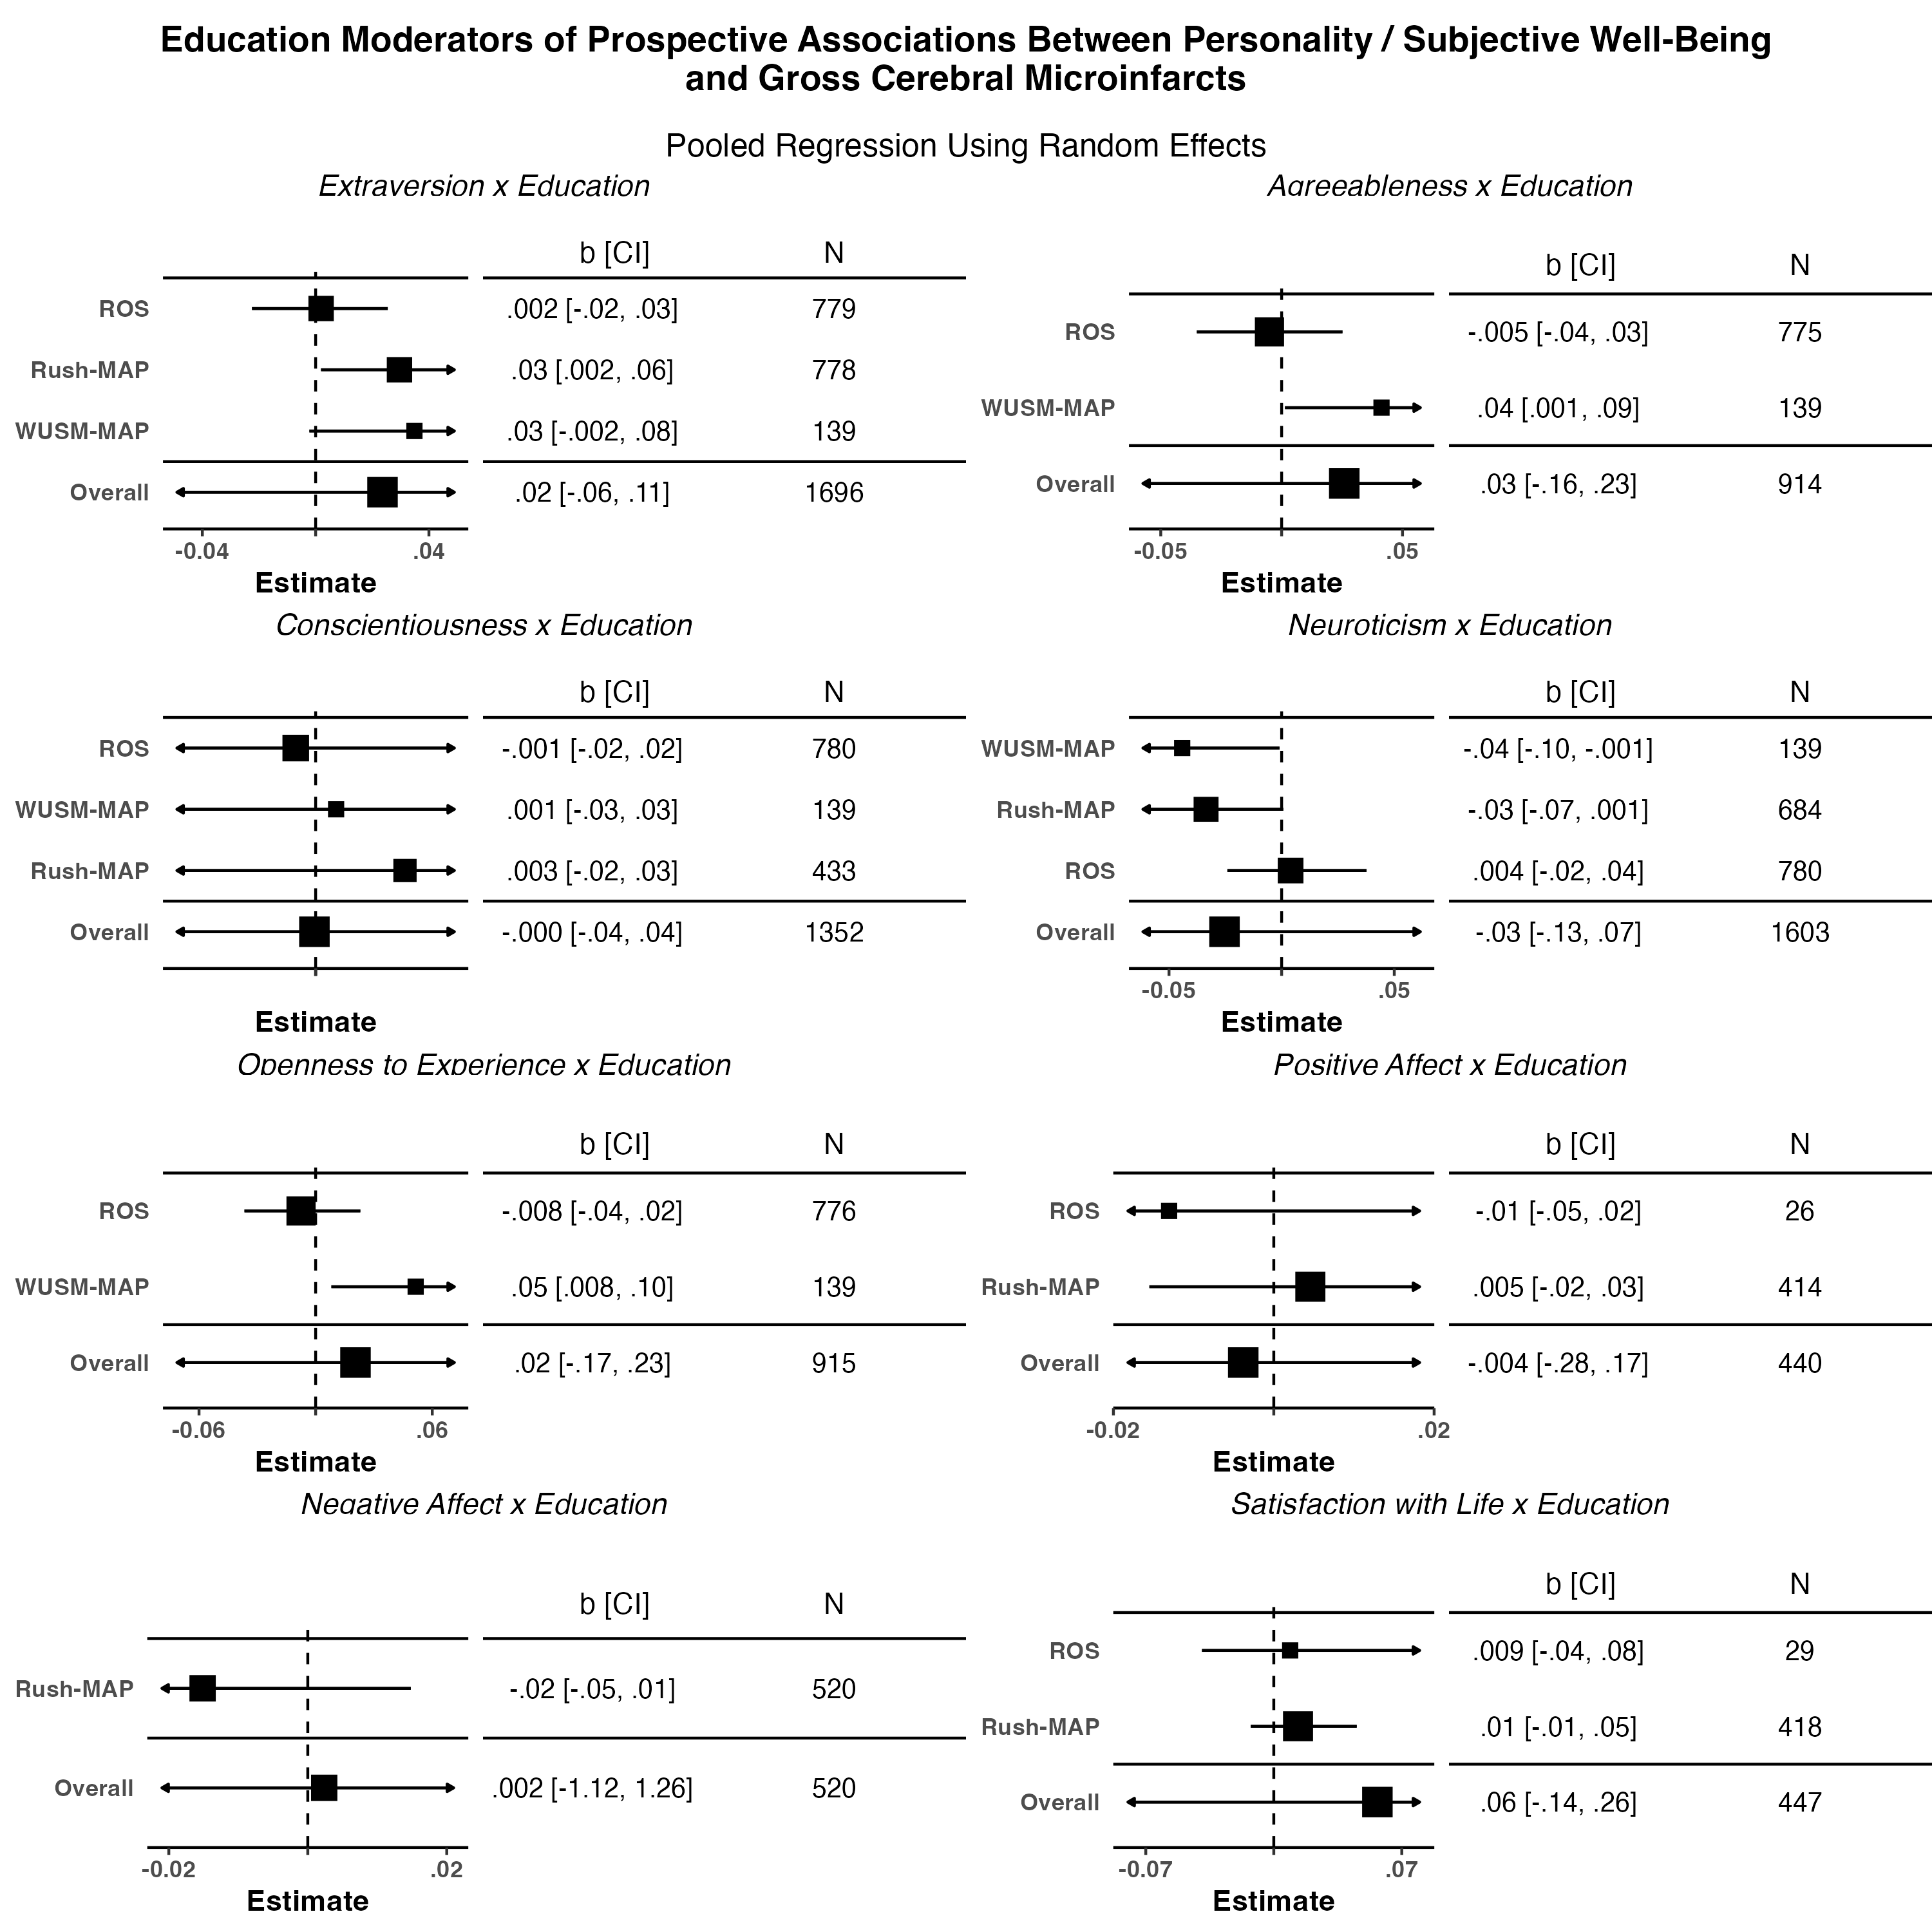 Education Moderators of Prospective Associations Between Personality / Subjective Well-Being
and Gross Cerebral Microinfarcts
Pooled Regression Using Random Effects
Extraversion x Education
b [CI] N
ROS .002 [-.02, .03] 779
Rush-MAP .03 [.002, .06] 778
WUSM-MAP .03 [-.002, .08] 139
Overall .02 [-.06, .11] 1696
-0.04 .04
Estimate
Agreeableness x Education
b [CI] N
ROS -.005 [-.04, .03] 775
WUSM-MAP .04 [.001, .09] 139
Overall .03 [-.16, .23] 914
-0.05 .05
Estimate
Conscientiousness x Education
b [CI] N
ROS -.001 [-.02, .02] 780
WUSM-MAP .001 [-.03, .03] 139
Rush-MAP .003 [-.02, .03] 433
Overall -.000 [-.04, .04] 1352
Estimate
Neuroticism x Education
b [CI] N
WUSM-MAP -.04 [-.10, -.001] 139
Rush-MAP -.03 [-.07, .001] 684
ROS .004 [-.02, .04] 780
Overall -.03 [-.13, .07] 1603
-0.05 .05
Estimate
Openness to Experience x Education
b [CI] N
ROS -.008 [-.04, .02] 776
WUSM-MAP .05 [.008, .10] 139
Overall .02 [-.17, .23] 915
-0.06 .06
Estimate
Positive Affect x Education
b [CI] N
ROS -.01 [-.05, .02] 26
Rush-MAP .005 [-.02, .03] 414
Overall -.004 [-.28, .17] 440
-0.02 .02
Estimate
Negative Affect x Education
b [CI] N
Rush-MAP -.02 [-.05, .01] 520
Overall .002 [-1.12, 1.26] 520
-0.02 .02
Estimate
Satisfaction with Life x Education
b [CI] N
ROS .009 [-.04, .08] 29
Rush-MAP .01 [-.01, .05] 418
Overall .06 [-.14, .26] 447
-0.07 .07
Estimate